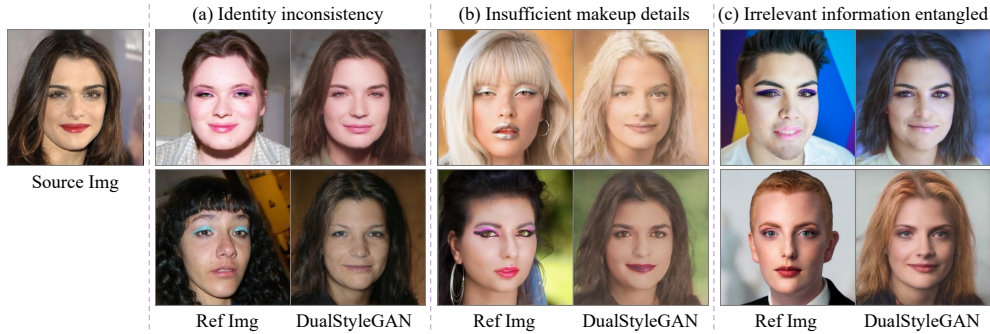 (a) Identity inconsistency
(b) Insufficient makeup details
(c) Irrelevant information entangled
Source Img
Ref Img
DualStyleGAN
Ref Img
DualStyleGAN
Ref Img
DualStyleGAN